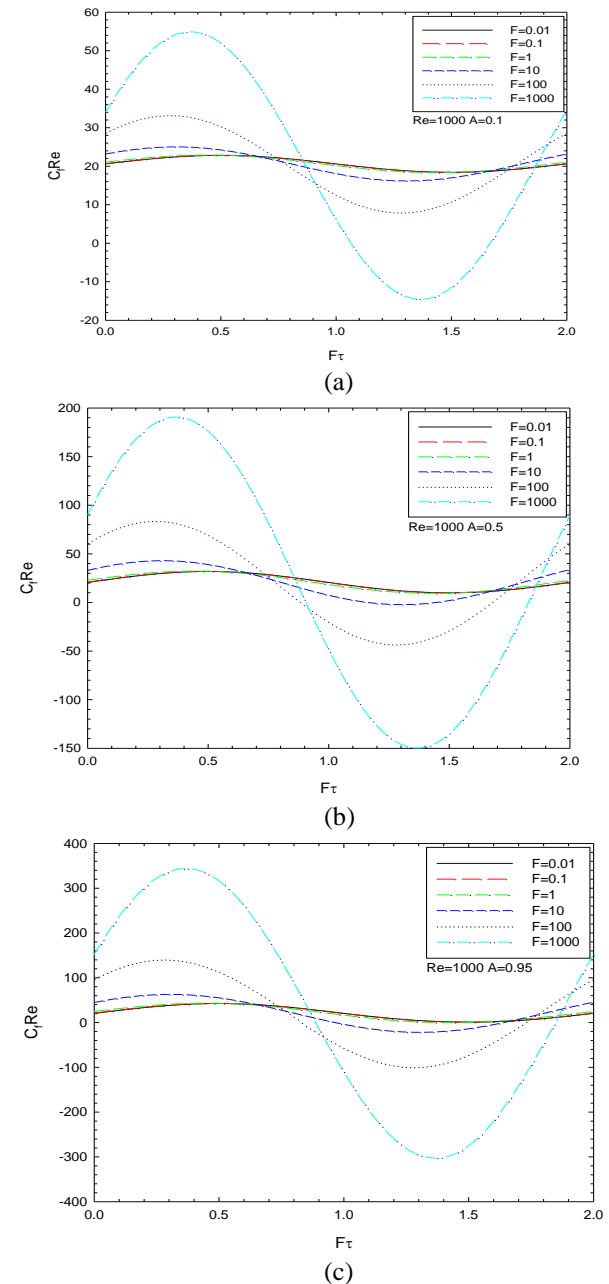 60
50
40
30
20
10
0
-10
-20
CfRe
F=0.01
F=0.1
F=1
F=10
F=100
F=1000
Re=1000 A=0.1
0.0 0.5 1.0 1.5 2.0
Fτ
(a)
200
150
100
50
0
-50
-100
-150
CfRe
F=0.01
F=0.1
F=1
F=10
F=100
F=1000
Re=1000 A=0.5
0.0 0.5 1.0 1.5 2.0
Fτ
(b)
400
300
200
100
0
-100
-200
-300
-400
CfRe
F=0.01
F=0.1
F=1
F=10
F=100
F=1000
Re=1000 A=0.95
0.0 0.5 1.0 1.5 2.0
Fτ
(c)